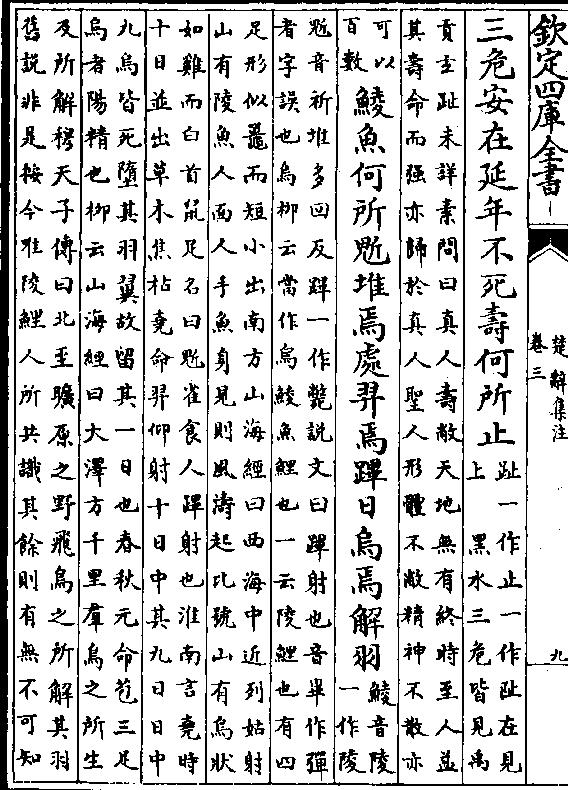 欽定四庫全書
楚辭集注
卷三
九
三危安在延年不死壽何所止
趾一作止一作阯在見
上 黑水三危皆見禹
貢玄趾未詳素問曰真人壽敝天地無有終時至人並
其壽命而强亦歸於真人聖人形體不敝精神不散亦
可以
百數
鯪魚何所鬿堆焉處羿焉彃日烏焉解羽
鯪音陵
一作陵
鬿音祈堆多回反彃一作斃說文曰彃射也音畢作彈
者字誤也烏柳云當作鳥鯪魚鯉也一云陵鯉也有四
足形似鼉而短小出南方山海經曰西海中近列姑射
山有陵魚人面人手魚身見則風濤起北號山有鳥狀
如雞而白首鼠足名曰鬿雀食人彃射也淮南言堯時
十日並出草木焦枯堯命羿仰射十日中其九日日中
九烏皆死墮其羽翼故留其一日也春秋元命苞三足
烏者陽精也柳云山海經曰大澤方千里羣鳥之所生
及所解穆天子傳曰北至曠原之野飛鳥之所解其羽
舊說非是按今唯陵鯉人所共識其餘則有無不可知